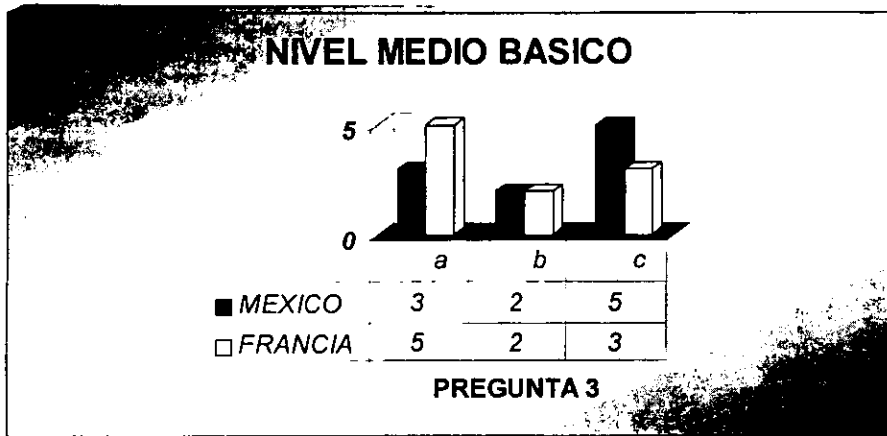 NIVEL MEDIO BASICO
5
0
a b c
MEXICO 3 2 5
FRANCIA 5 2 3
PREGUNTA 3